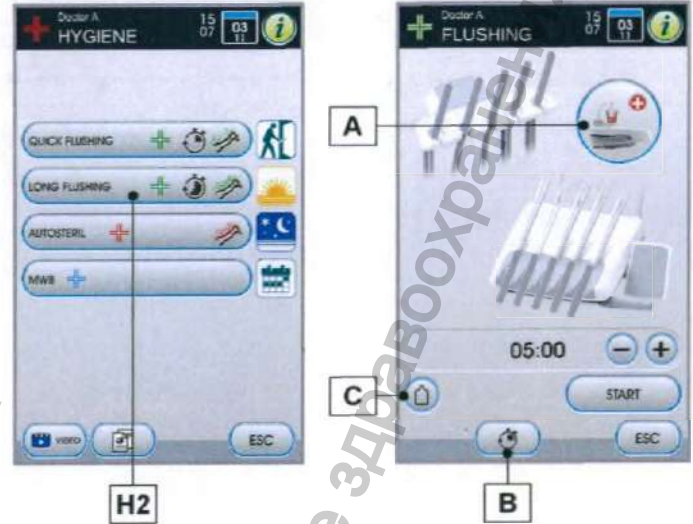 Doctor A
HYGIENE
15
07
03
11
i
QUICK FLUSHING
LONG FLUSHING
AUTOSTERIL
MWB
VIDEO
ESC
H2
Doctor A
FLUSHING
15
07
03
11
i
A
05:00
C
START
ESC
B